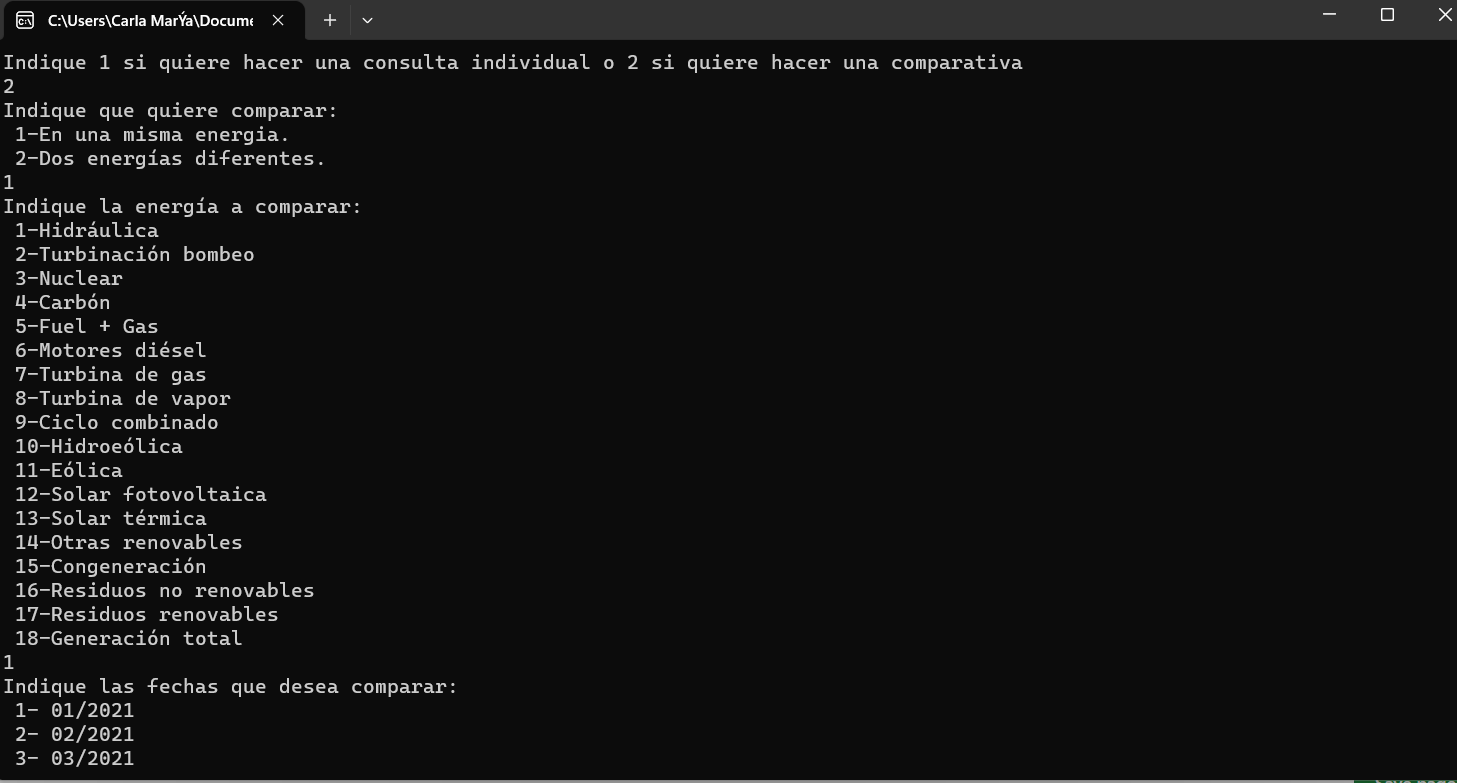 C:\Users\Carla MarÝa\Docume
Indique 1 si quiere hacer una consulta individual o 2 si quiere hacer una comparativa
2
Indique que quiere comparar:
1-En una misma energia.
2-Dos energías diferentes.
1
Indique la energía a comparar:
1-Hidráulica
2-Turbinación bombeo
3-Nuclear
4-Carbón
5-Fuel + Gas
6-Motores diésel
7-Turbina de gas
8-Turbina de vapor
9-Ciclo combinado
10-Hidroeólica
11-Eólica
12-Solar fotovoltaica
13-Solar térmica
14-Otras renovables
15-Congeneración
16-Residuos no renovables
17-Residuos renovables
18-Generación total
1
Indique las fechas que desea comparar:
1- 01/2021
2- 02/2021
3- 03/2021